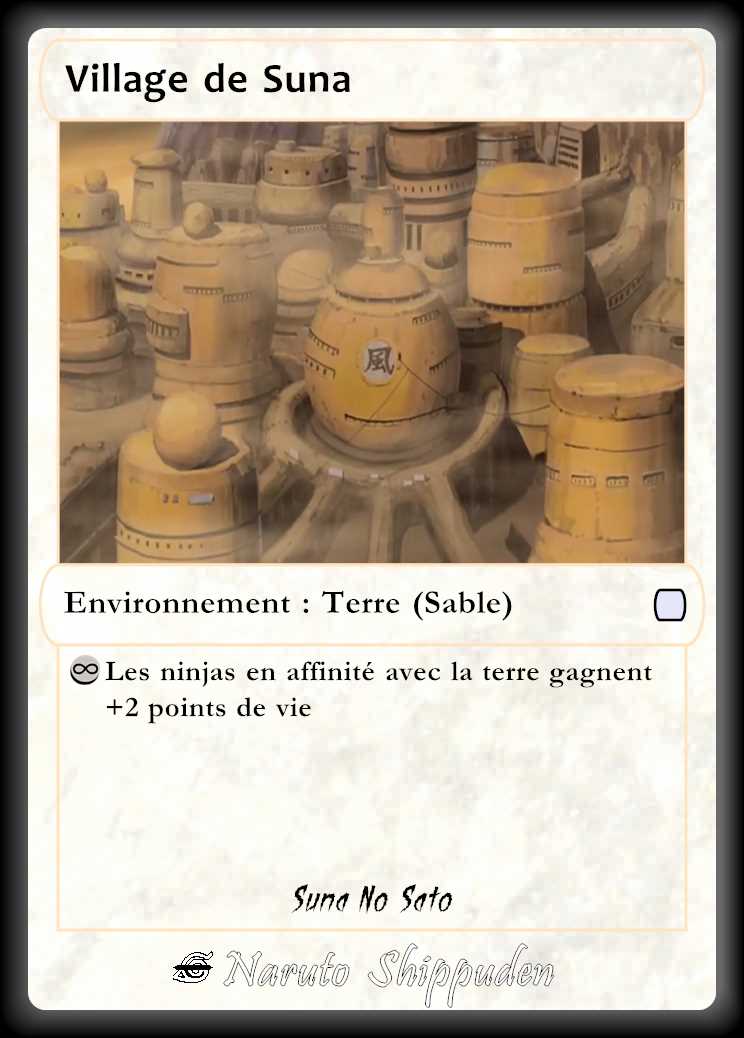 Village de Suna
風
Environnement : Terre (Sable)
∞ Les ninjas en affinité avec la terre gagnent
+2 points de vie
Suna No Sato
Naruto Shippuden